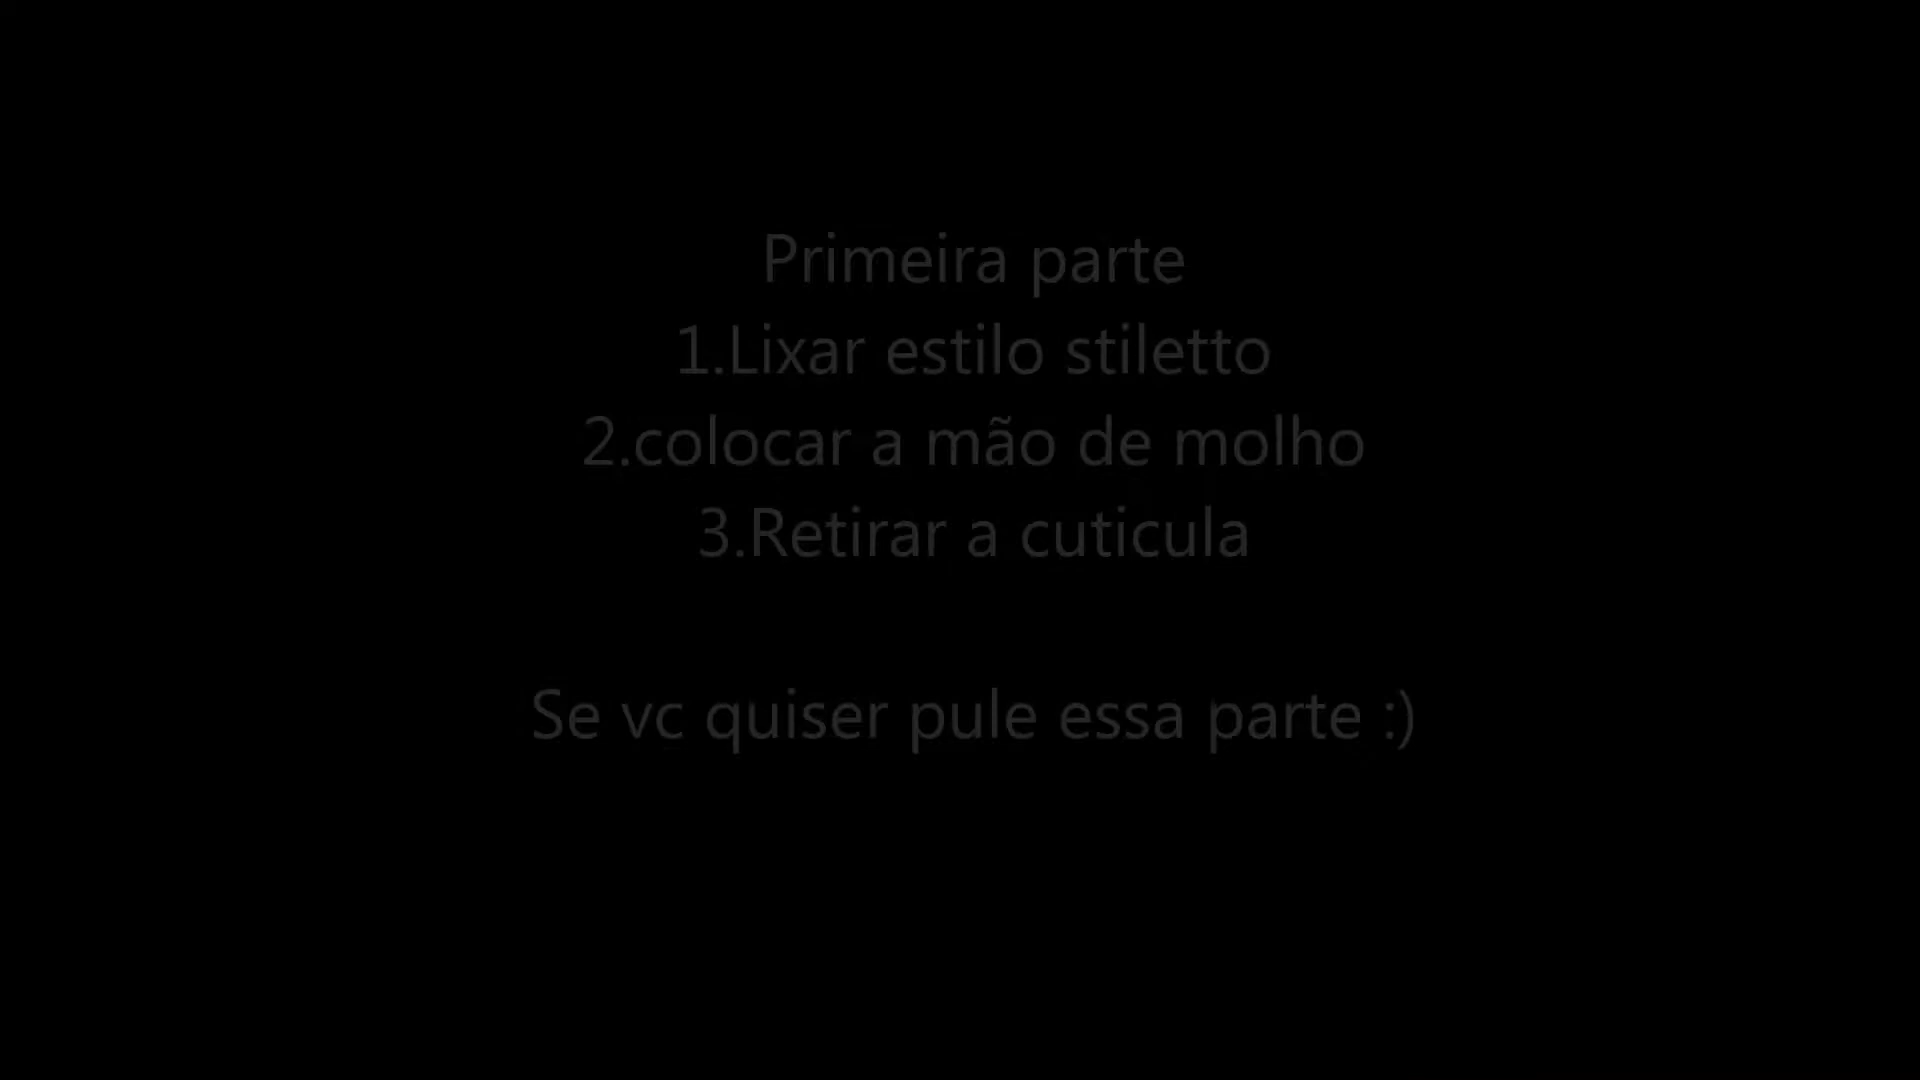 Primeira parte
1.Lixar estilo stiletto
2.colocar a mão de molho
3.Retirar a cuticula
Se vc quiser pule essa parte :)